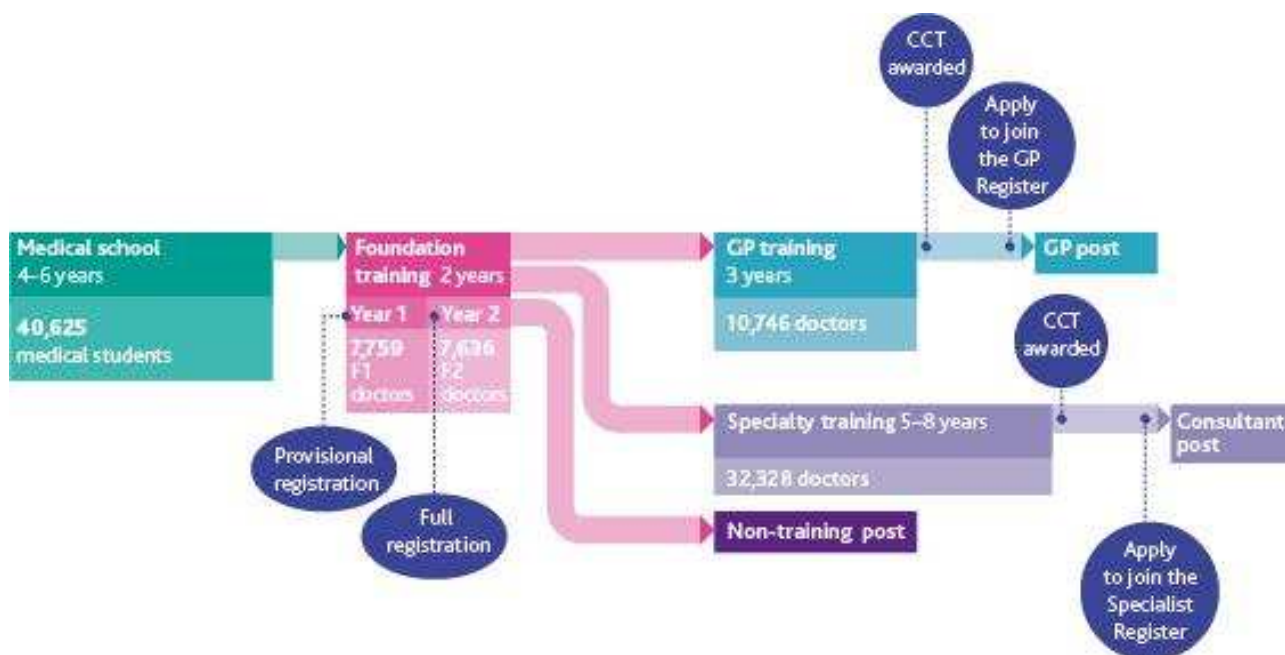 CCT
awarded
Apply
to join
the GP
Register
Medical school
4–6 years
40,625
medical students
Foundation
training 2 years
Year 1
Year 2
7,759
F1
doctors
7,636
F2
doctors
GP training
3 years
10,746 doctors
GP post
CCT
awarded
Provisional
registration
Full
registration
Specialty training 5–8 years
32,328 doctors
Consultant
post
Non-training post
Apply
to join the
Specialist
Register